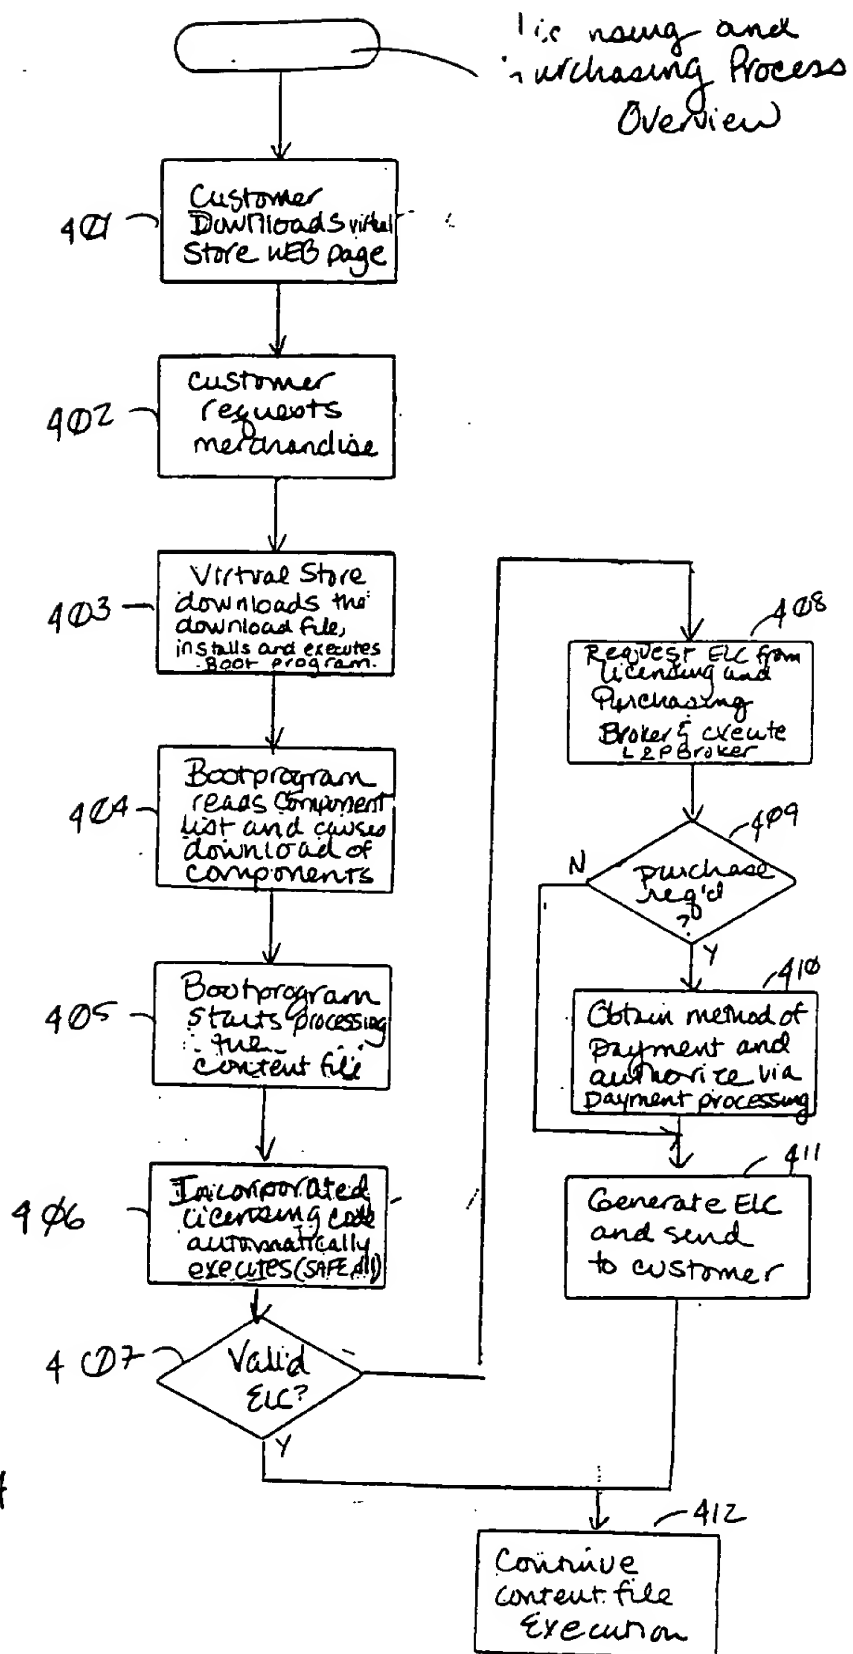 nsing and
urchasing Process
Overview
401
Customer
Downloads virtual
Store WEB page
402
customer
requests
merchandise
403
Virtual Store
downloads the
download file,
installs and executes
Boot program.
404
Bootprogram
reads component
list and causes
download of
components
405
Bootprogram
starts processing
the
content file
406
Incorporated
licensing code
automatically
executes (SAFE.dll)
407
Valid
ELC?
Y
408
Request ELC from
licensing and
Purchasing
Broker & execute
L&P Broker
409
purchase
req'd
?
N
Y
410
Obtain method of
payment and
authorize via
payment processing
411
Generate ELC
and send
to customer
412
Continue
content file
Execution